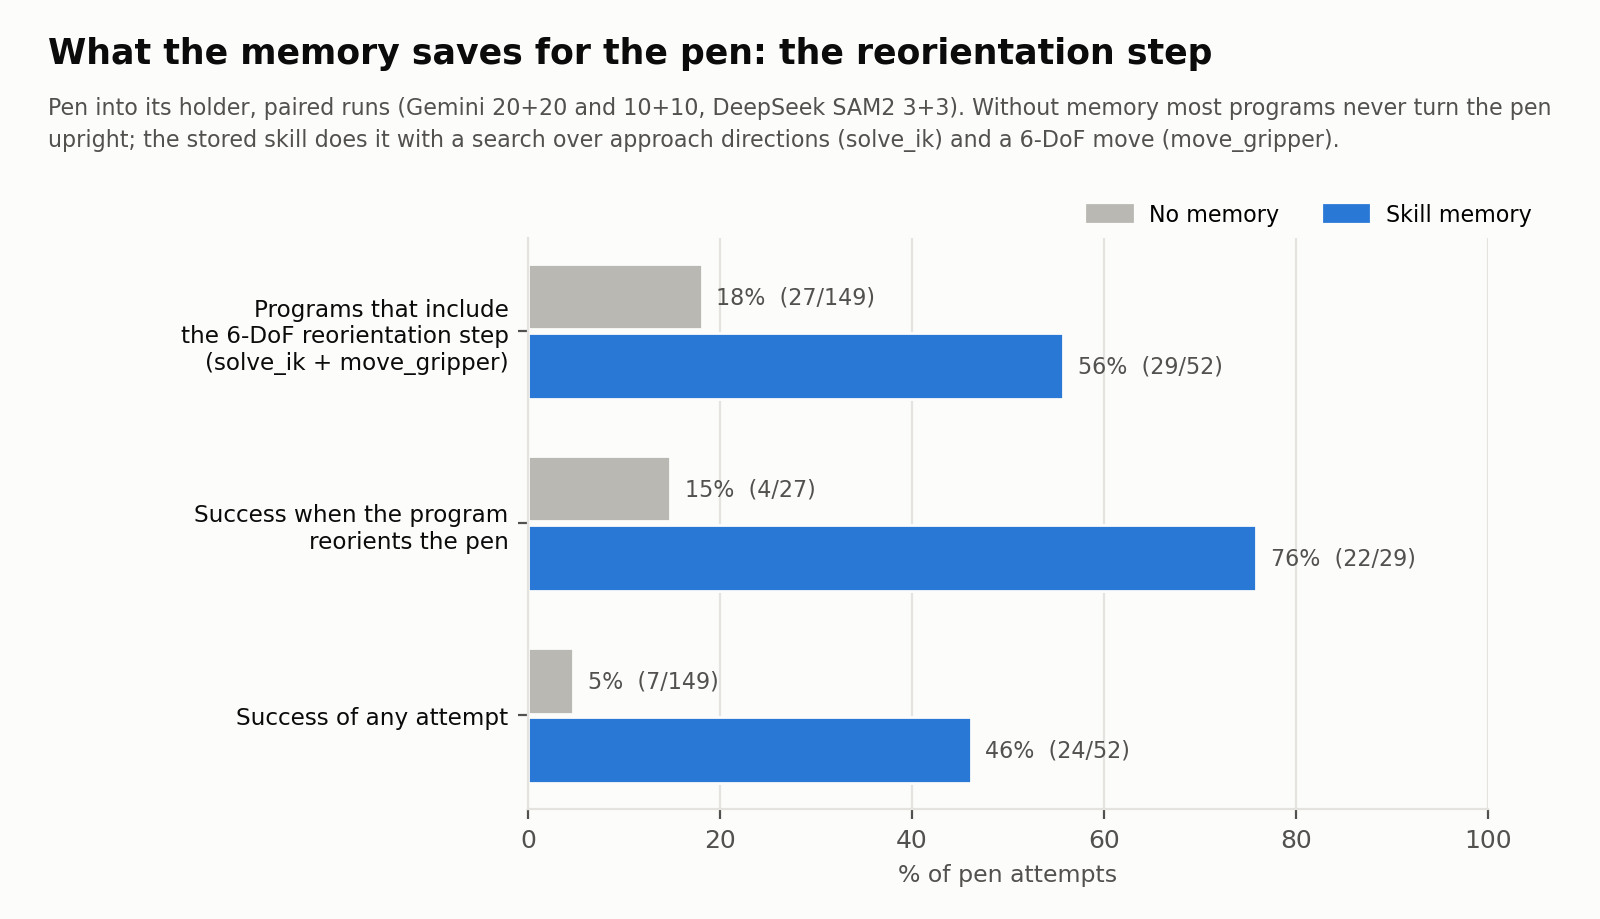 What the memory saves for the pen: the reorientation step
Pen into its holder, paired runs (Gemini 20+20 and 10+10, DeepSeek SAM2 3+3). Without memory most programs never turn the pen
upright; the stored skill does it with a search over approach directions (solve_ik) and a 6-DoF move (move_gripper).
No memory
Skill memory
Programs that include
the 6-DoF reorientation step
(solve_ik + move_gripper)
18% (27/149)
56% (29/52)
Success when the program
reorients the pen
15% (4/27)
76% (22/29)
Success of any attempt
5% (7/149)
46% (24/52)
0 20 40 60 80 100
% of pen attempts